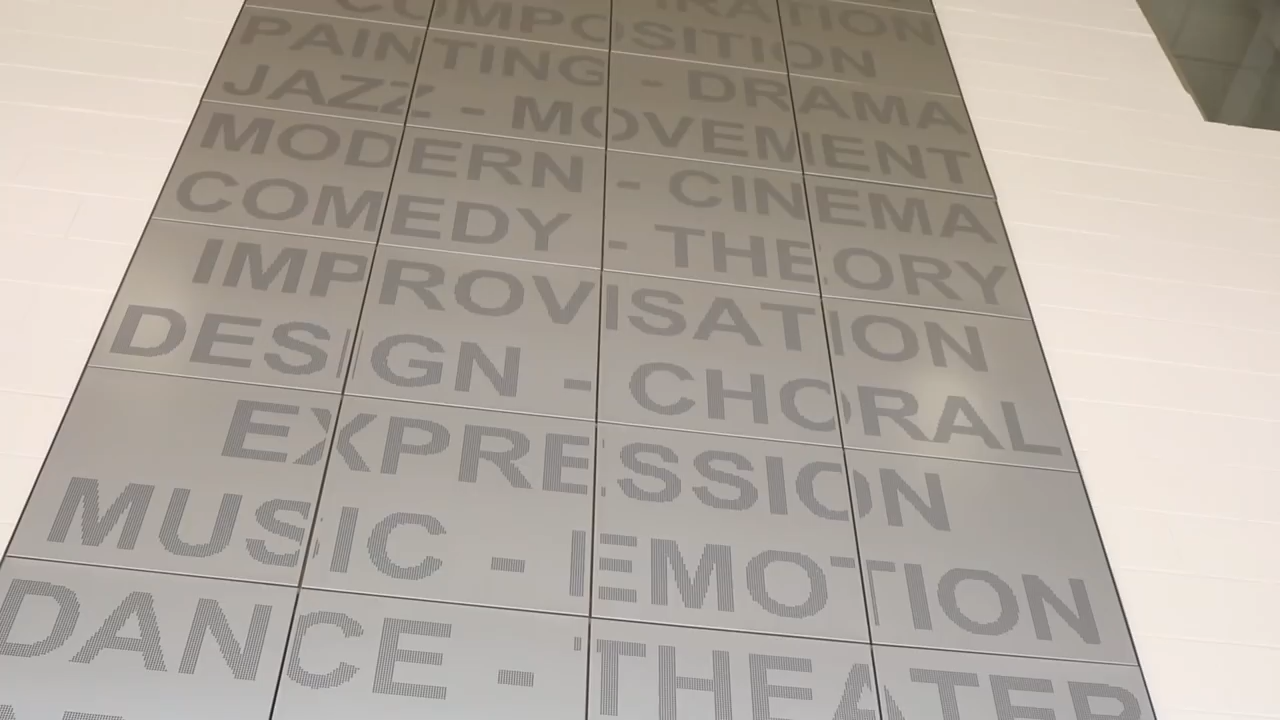 COMPOSITION
PAINTING - DRAMA
JAZZ - MOVEMENT
MODERN - CINEMA
COMEDY - THEORY
IMPROVISATION
DESIGN - CHORAL
EXPRESSION
MUSIC - EMOTION
DANCE - THEATER